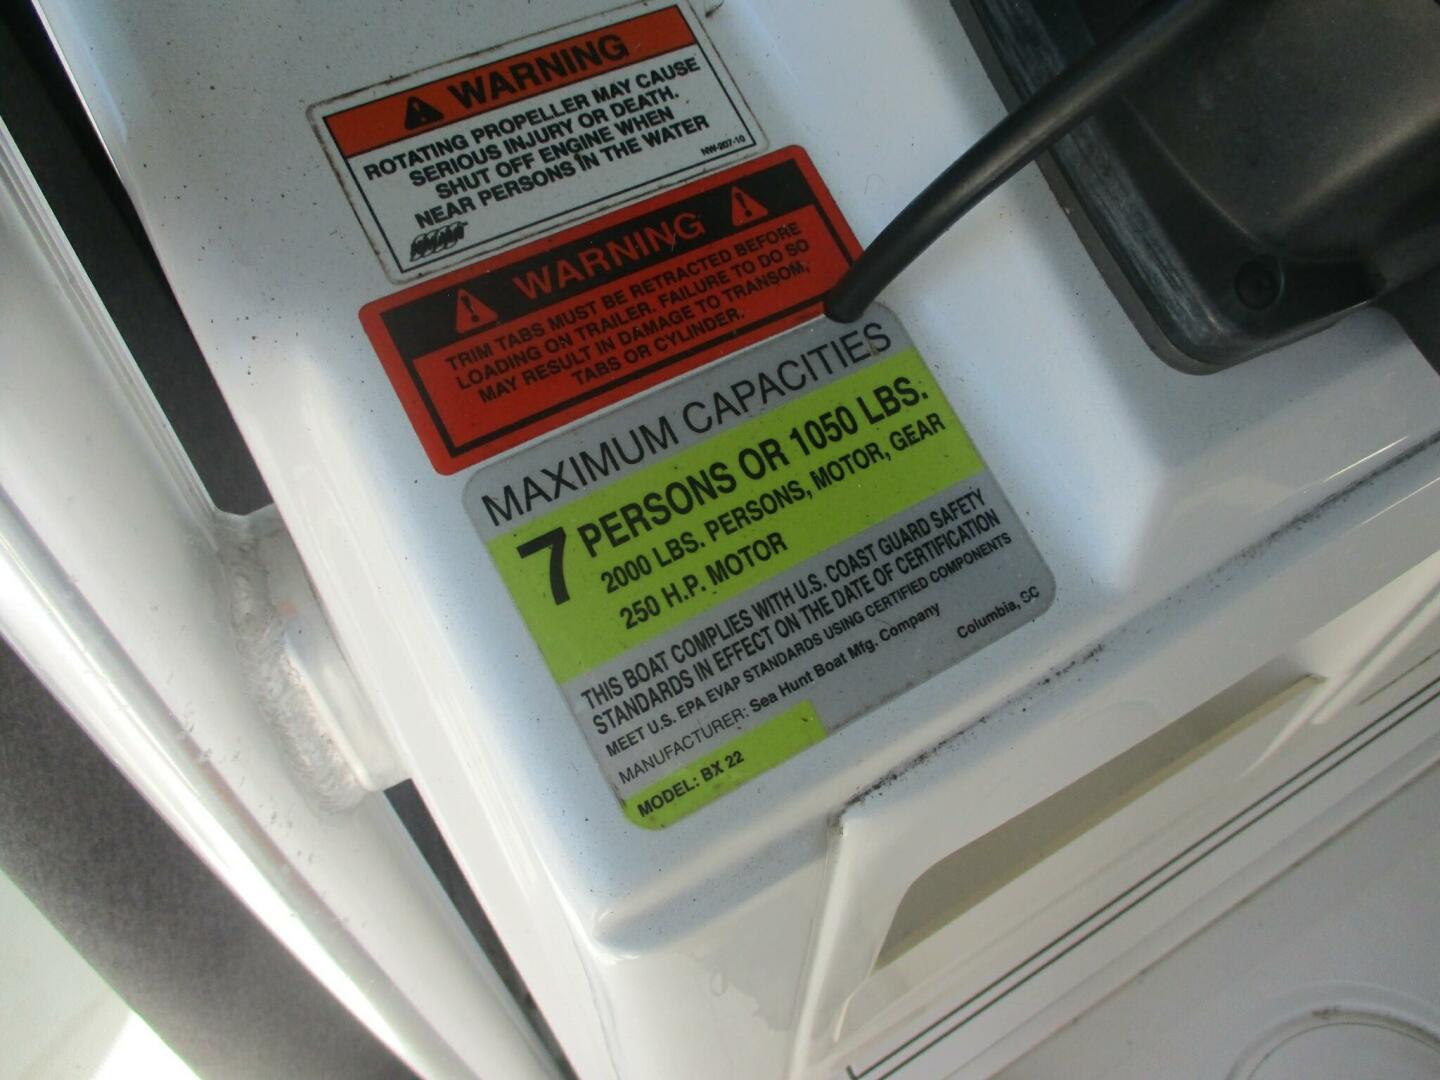 WARNING
ROTATING PROPELLER MAY CAUSE
SERIOUS INJURY OR DEATH.
SHUT OFF ENGINE WHEN
NEAR PERSONS IN THE WATER
NW-207-10
WARNING
TRIM TABS MUST BE RETRACTED BEFORE
LOADING ON TRAILER. FAILURE TO DO SO
MAY RESULT IN DAMAGE TO TRANSOM,
TABS OR CYLINDER.
MAXIMUM CAPACITIES
7 PERSONS OR 1050 LBS.
2000 LBS. PERSONS, MOTOR, GEAR
250 H.P. MOTOR
THIS BOAT COMPLIES WITH U.S. COAST GUARD SAFETY
STANDARDS IN EFFECT ON THE DATE OF CERTIFICATION
MEET U.S. EPA EVAP STANDARDS USING CERTIFIED COMPONENTS
MANUFACTURER: Sea Hunt Boat Mfg. Company Columbia, SC
MODEL: BX 22